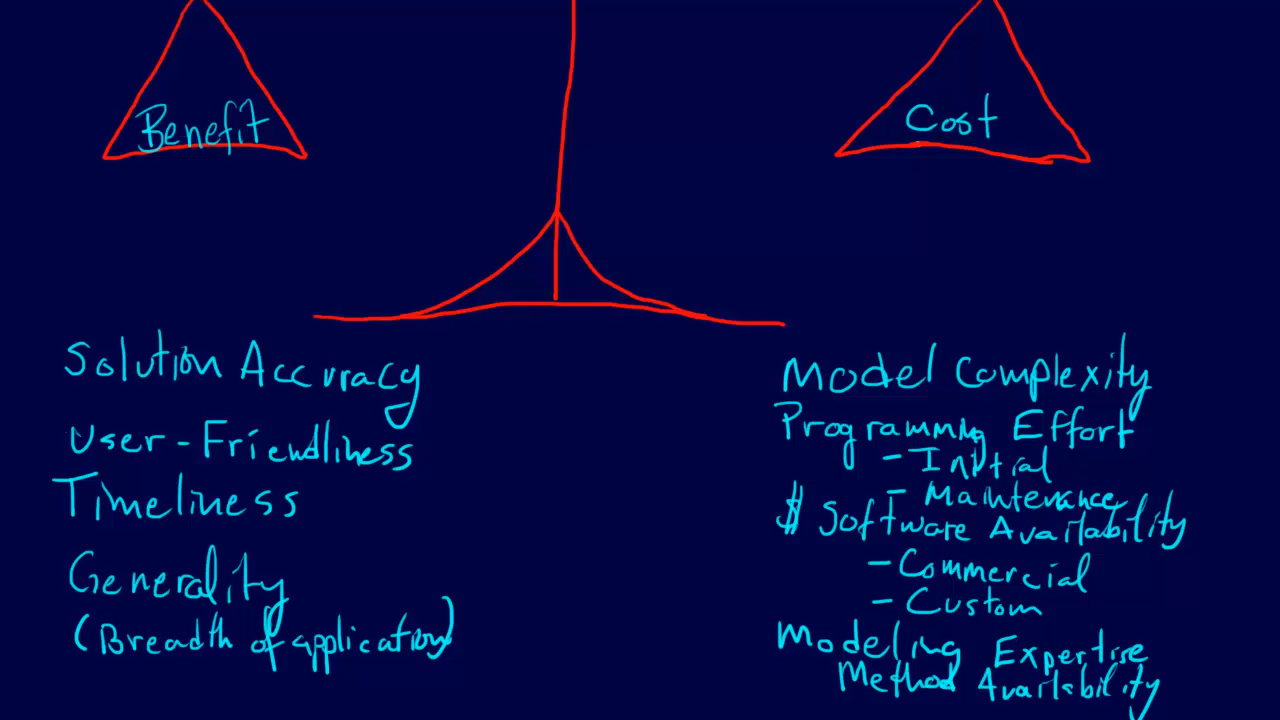 Benefit
Cost
Solution Accuracy
User-Friendliness
Timeliness
Generality
(Breadth of application)
Model Complexity
Programming Effort
- Initial
- Maintenance
$ Software Availability
- Commercial
- Custom
Modeling Expertise
Method Availability